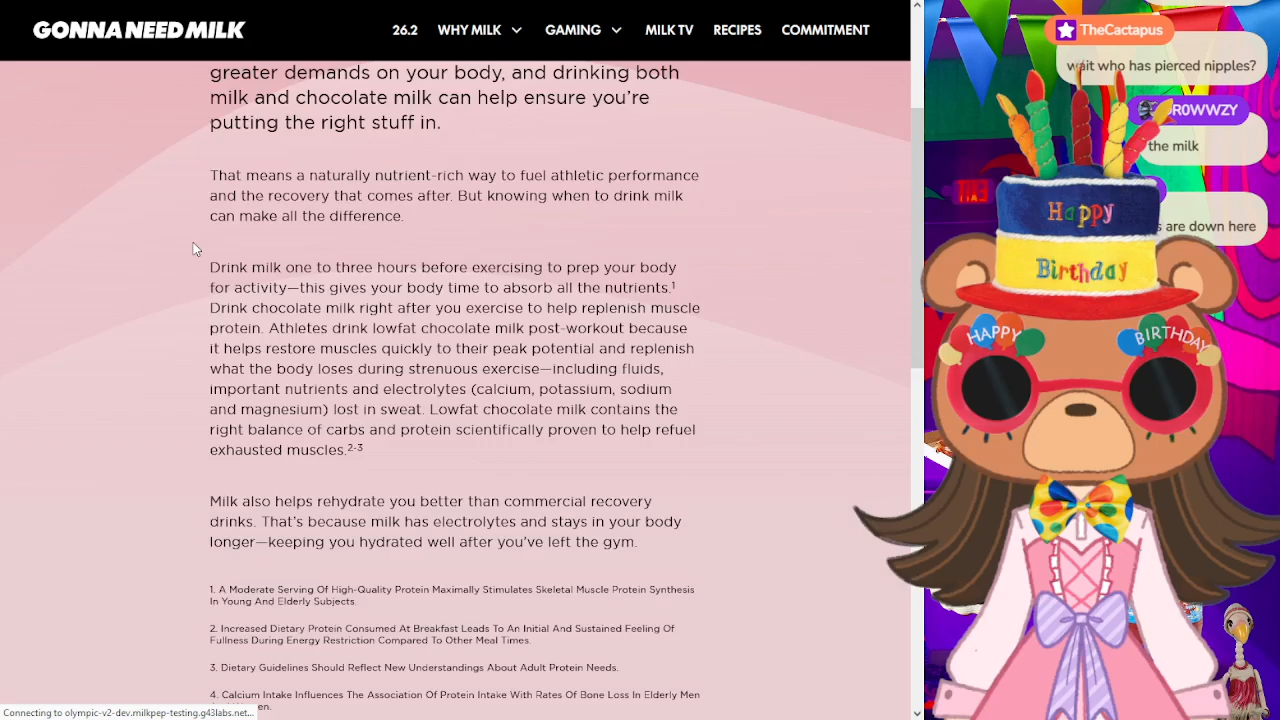 GONNA NEED MILK
26.2 WHY MILK GAMING MILK TV RECIPES COMMITMENT
greater demands on your body, and drinking both
milk and chocolate milk can help ensure you’re
putting the right stuff in.
That means a naturally nutrient-rich way to fuel athletic performance
and the recovery that comes after. But knowing when to drink milk
can make all the difference.
Drink milk one to three hours before exercising to prep your body
for activity—this gives your body time to absorb all the nutrients.1
Drink chocolate milk right after you exercise to help replenish muscle
protein. Athletes drink lowfat chocolate milk post-workout because
it helps restore muscles quickly to their peak potential and replenish
what the body loses during strenuous exercise—including fluids,
important nutrients and electrolytes (calcium, potassium, sodium
and magnesium) lost in sweat. Lowfat chocolate milk contains the
right balance of carbs and protein scientifically proven to help refuel
exhausted muscles.2-3
Milk also helps rehydrate you better than commercial recovery
drinks. That’s because milk has electrolytes and stays in your body
longer—keeping you hydrated well after you’ve left the gym.
1. A Moderate Serving Of High-Quality Protein Maximally Stimulates Skeletal Muscle Protein Synthesis
In Young And Elderly Subjects.
2. Increased Dietary Protein Consumed At Breakfast Leads To An Initial And Sustained Feeling Of
Fullness During Energy Restriction Compared To Other Meal Times.
3. Dietary Guidelines Should Reflect New Understandings About Adult Protein Needs.
4. Calcium Intake Influences The Association Of Protein Intake With Rates Of Bone Loss In Elderly Men
Connecting to olympic-v2-dev.milkpep-testing.g43labs.net...
TheCactapus
wait who has pierced nipples?
R0WWZY
the milk
are down here
Happy
Birthday
HAPPY
BIRTHDAY